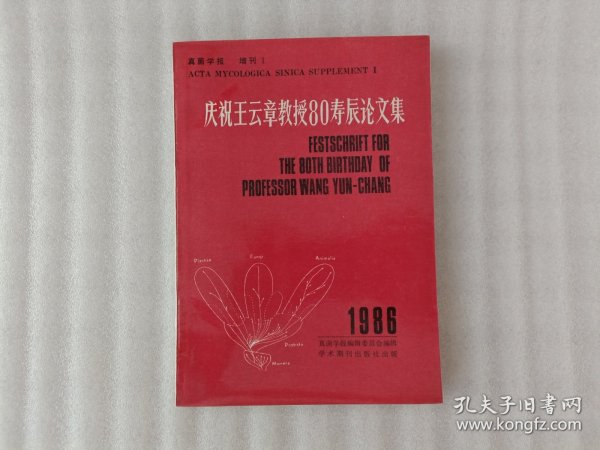 真菌学报 增刊 I
ACTA MYCOLOGICA SINICA SUPPLEMENT I
庆祝王云章教授80寿辰论文集
FESTSCHRIFT FOR
THE 80TH BIRTHDAY OF
PROFESSOR WANG YUN-CHANG
Plantae
Fungi
Animalia
Protista
Monera
1986
真菌学报编辑委员会编辑
学术期刊出版社出版
孔夫子旧书网
www.kongfz.com